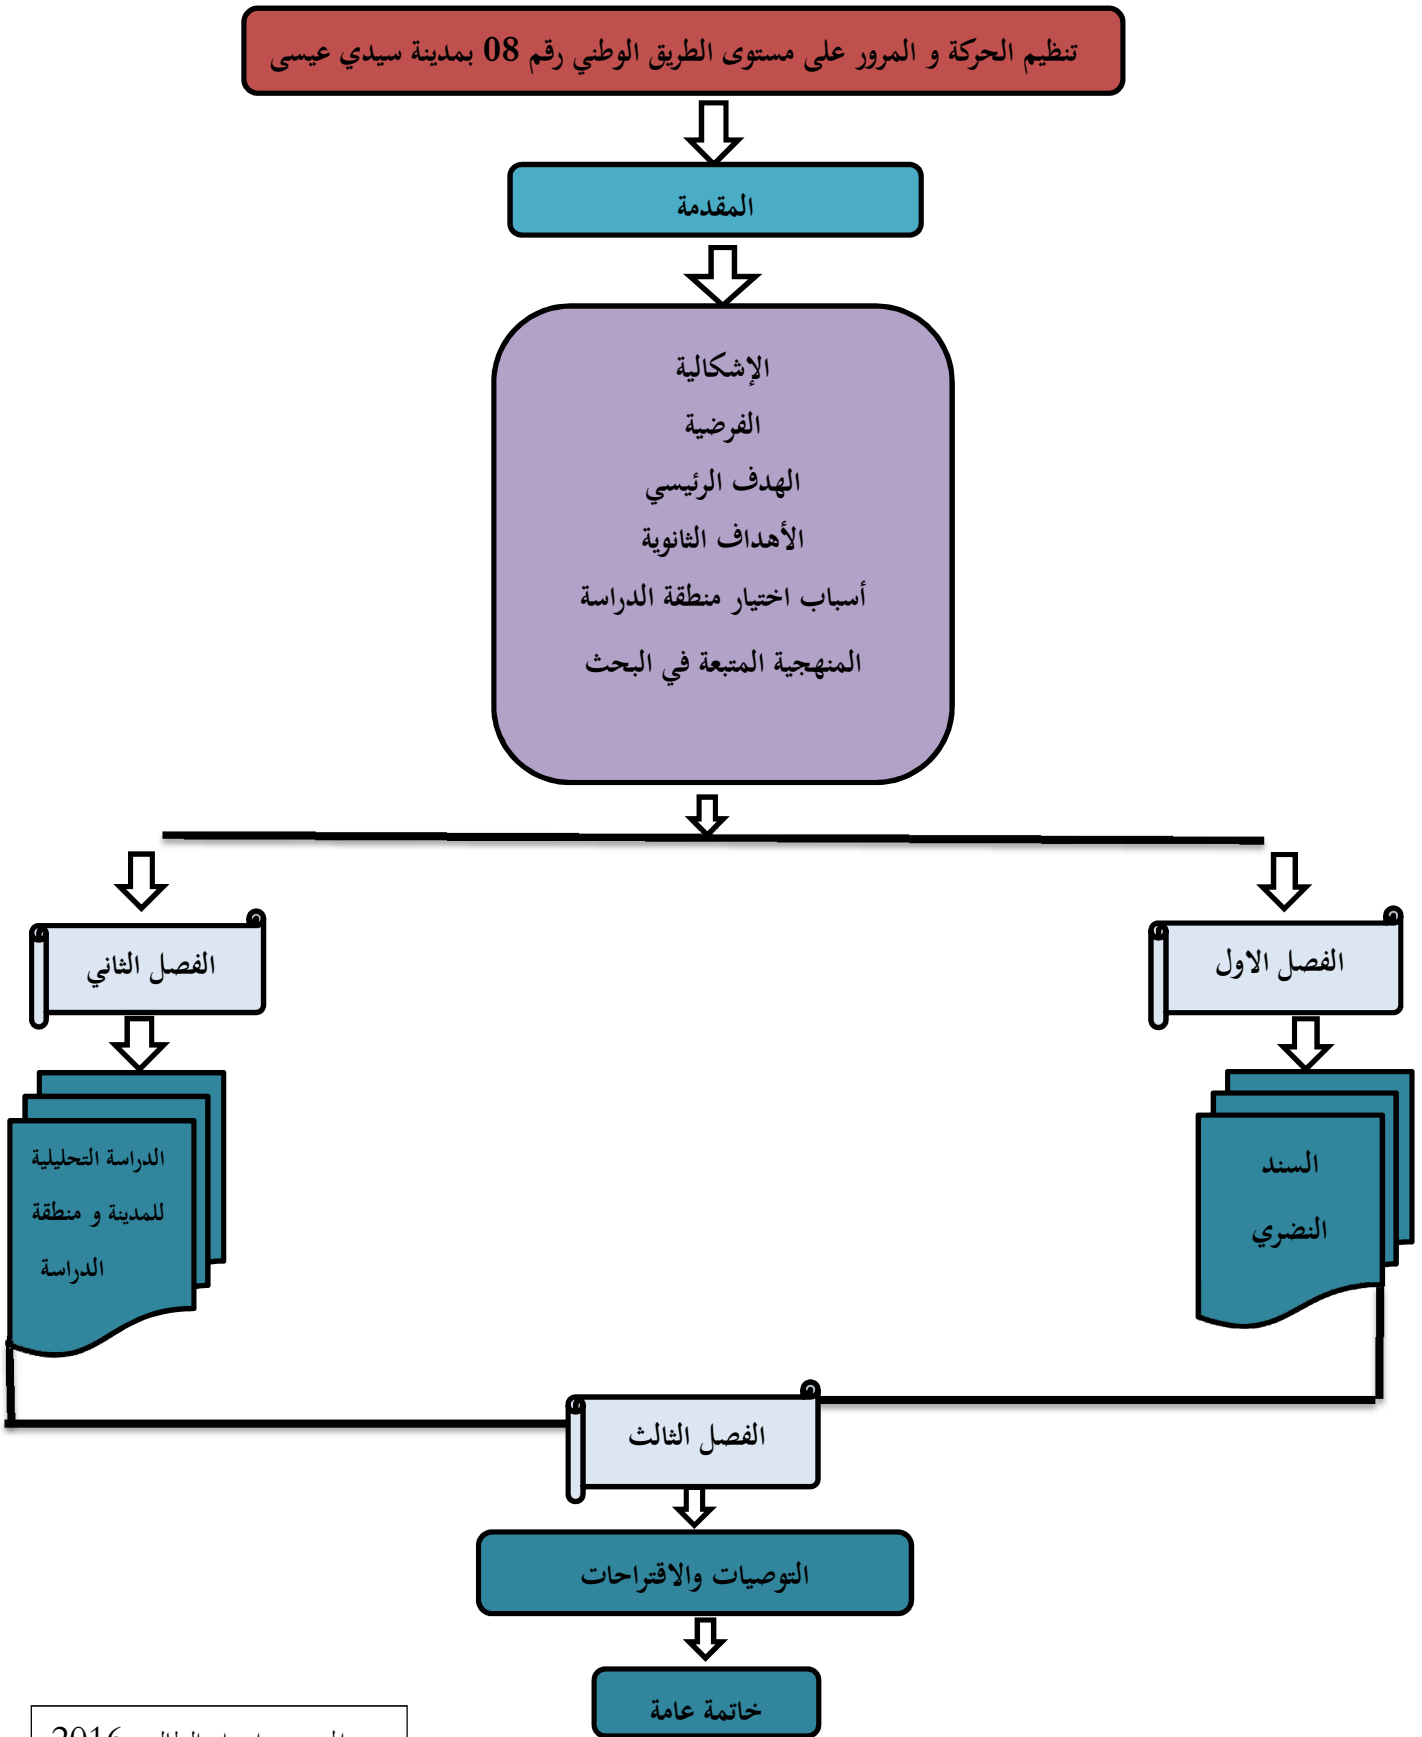 تنظيم الحركة و المرور على مستوى الطريق الوطني رقم 08 بمدينة سيدي عيسى
المقدمة
الإشكالية
الفرضية
الهدف الرئيسي
الأهداف الثانوية
أسباب اختيار منطقة الدراسة
المنهجية المتبعة في البحث
الفصل الاول
الفصل الثاني
السند
النضري
الدراسة التحليلية
للمدينة و منطقة
الدراسة
الفصل الثالث
التوصيات والاقتراحات
خاتمة عامة
2016